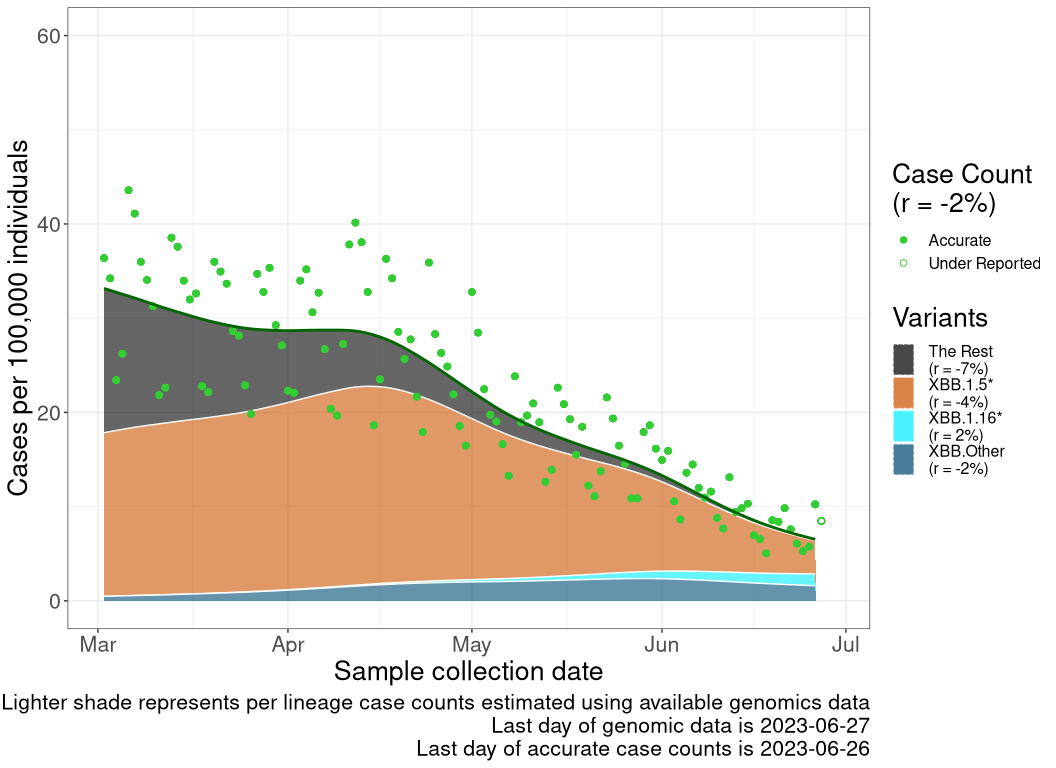 Cases per 100,000 individuals
60
40
20
0
Mar
Apr
May
Jun
Jul
Sample collection date
Lighter shade represents per lineage case counts estimated using available genomics data
Last day of genomic data is 2023-06-27
Last day of accurate case counts is 2023-06-26
Case Count
(r = -2%)
Accurate
Under Reported
Variants
The Rest
(r = -7%)
XBB.1.5*
(r = -4%)
XBB.1.16*
(r = 2%)
XBB.Other
(r = -2%)